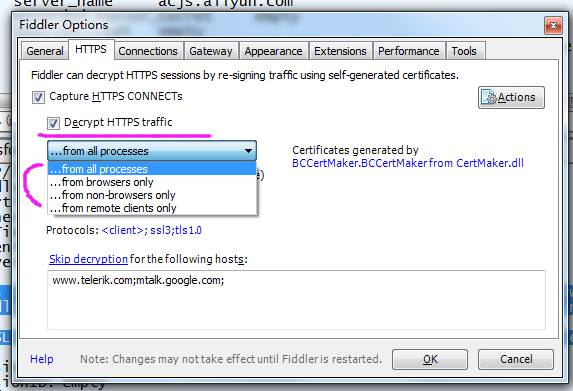 server_name acjs.aliyun.com
empty
Fiddler Options
General HTTPS Connections Gateway Appearance Extensions Performance Tools
Fiddler can decrypt HTTPS sessions by re-signing traffic using self-generated certificates.
Capture HTTPS CONNECTs
Actions
Decrypt HTTPS traffic
...from all processes
Certificates generated by
BCCertMaker.BCCertMaker from CertMaker.dll
...from all processes
...from browsers only
...from non-browsers only
...from remote clients only
Protocols: <client>; ssl3;tls1.0
Skip decryption for the following hosts:
www.telerik.com;mtalk.google.com;
Help
Note: Changes may not take effect until Fiddler is restarted.
OK
Cancel
empty